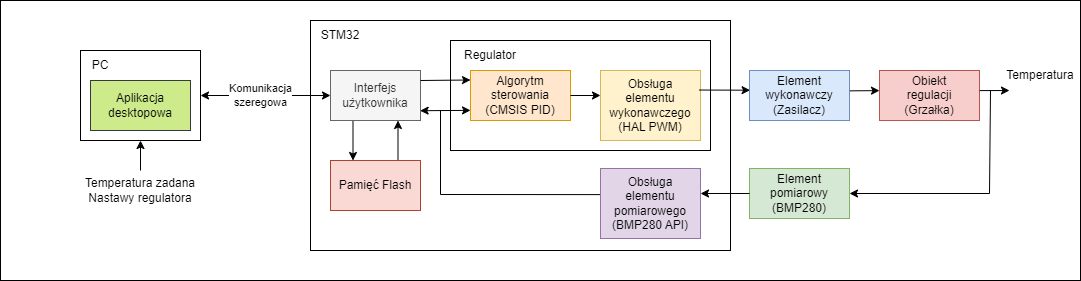 STM32
PC
Aplikacja
desktopowa
Komunikacja
szeregowa
Temperatura zadana
Nastawy regulatora
Interfejs
użytkownika
Pamięć Flash
Regulator
Algorytm
sterowania
(CMSIS PID)
Obsługa
elementu
wykonawczego
(HAL PWM)
Obsługa
elementu
pomiarowego
(BMP280 API)
Element
wykonawczy
(Zasilacz)
Obiekt
regulacji
(Grzałka)
Temperatura
Element
pomiarowy
(BMP280)